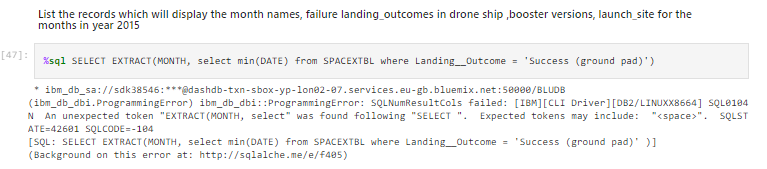 List the records which will display the month names, failure landing_outcomes in drone ship ,booster versions, launch_site for the
months in year 2015
[47]:
%sql SELECT EXTRACT(MONTH, select min(DATE) from SPACEXTBL where Landing__Outcome = 'Success (ground pad)')
* ibm_db_sa://sdk38546:***@dashdb-txn-sbox-yp-lon02-07.services.eu-gb.bluemix.net:50000/BLUDB
(ibm_db_dbi.ProgrammingError) ibm_db_dbi::ProgrammingError: SQLNumResultCols failed: [IBM][CLI Driver][DB2/LINUXX8664] SQL0104
N  An unexpected token "EXTRACT(MONTH, select" was found following "SELECT ".  Expected tokens may include:  "<space>".  SQLST
ATE=42601 SQLCODE=-104
[SQL: SELECT EXTRACT(MONTH, select min(DATE) from SPACEXTBL where Landing__Outcome = 'Success (ground pad)' )]
(Background on this error at: http://sqlalche.me/e/f405)